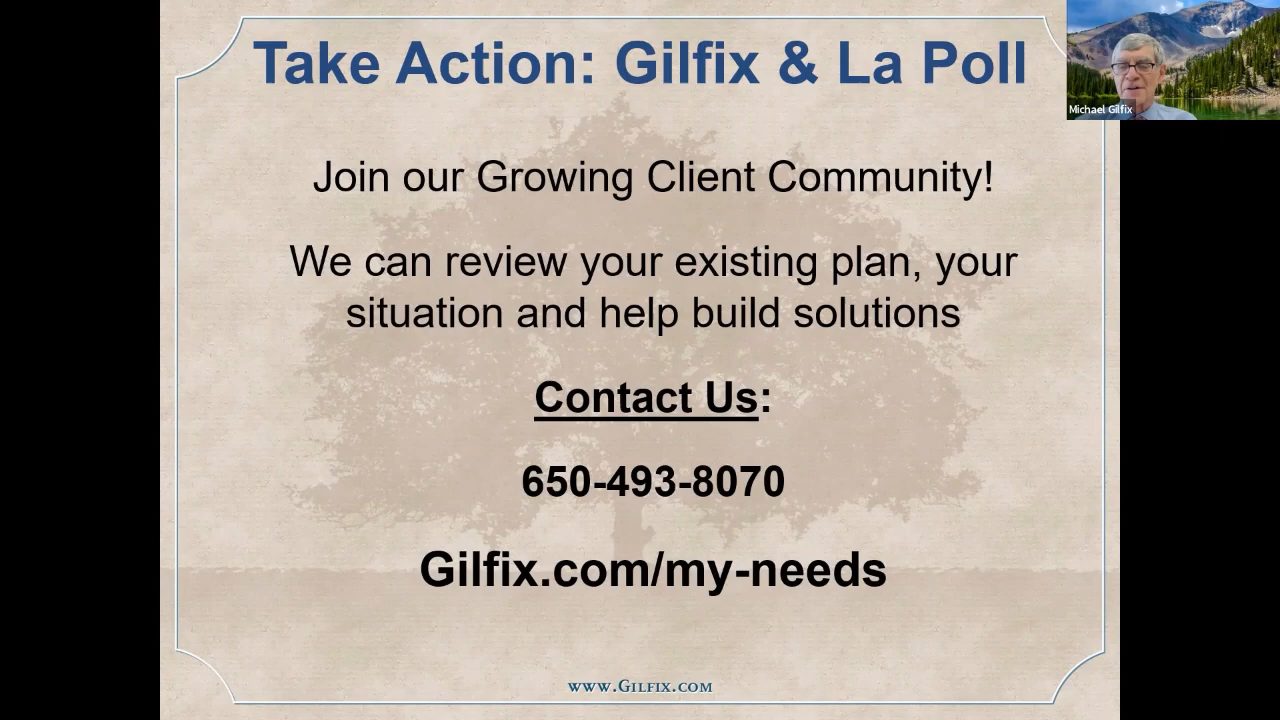 Take Action: Gilfix & La Poll
Michael Gilfix
Join our Growing Client Community!
We can review your existing plan, your
situation and help build solutions
Contact Us:
650-493-8070
Gilfix.com/my-needs
www.Gilfix.com